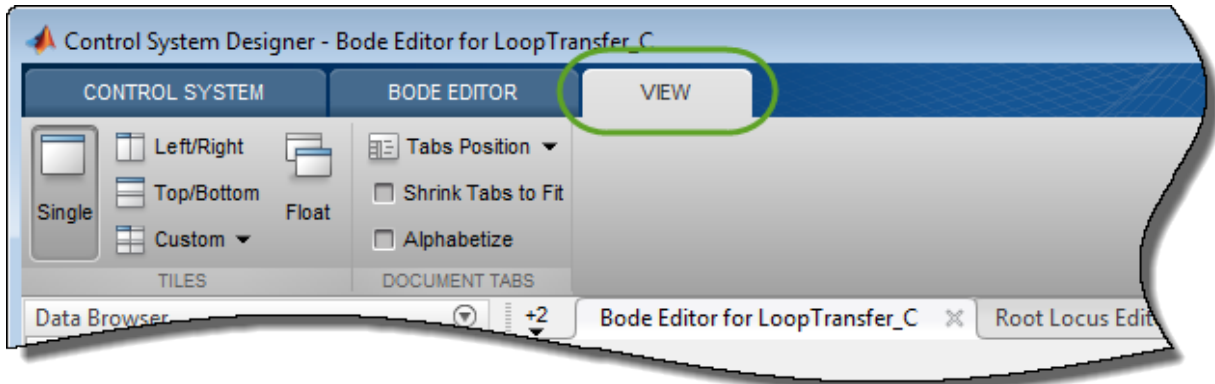 Control System Designer - Bode Editor for LoopTransfer_C
CONTROL SYSTEM
BODE EDITOR
VIEW
Single
Left/Right
Top/Bottom
Custom
Float
TILES
Tabs Position
Shrink Tabs to Fit
Alphabetize
DOCUMENT TABS
Data Browser
+2
Bode Editor for LoopTransfer_C
Root Locus Edit